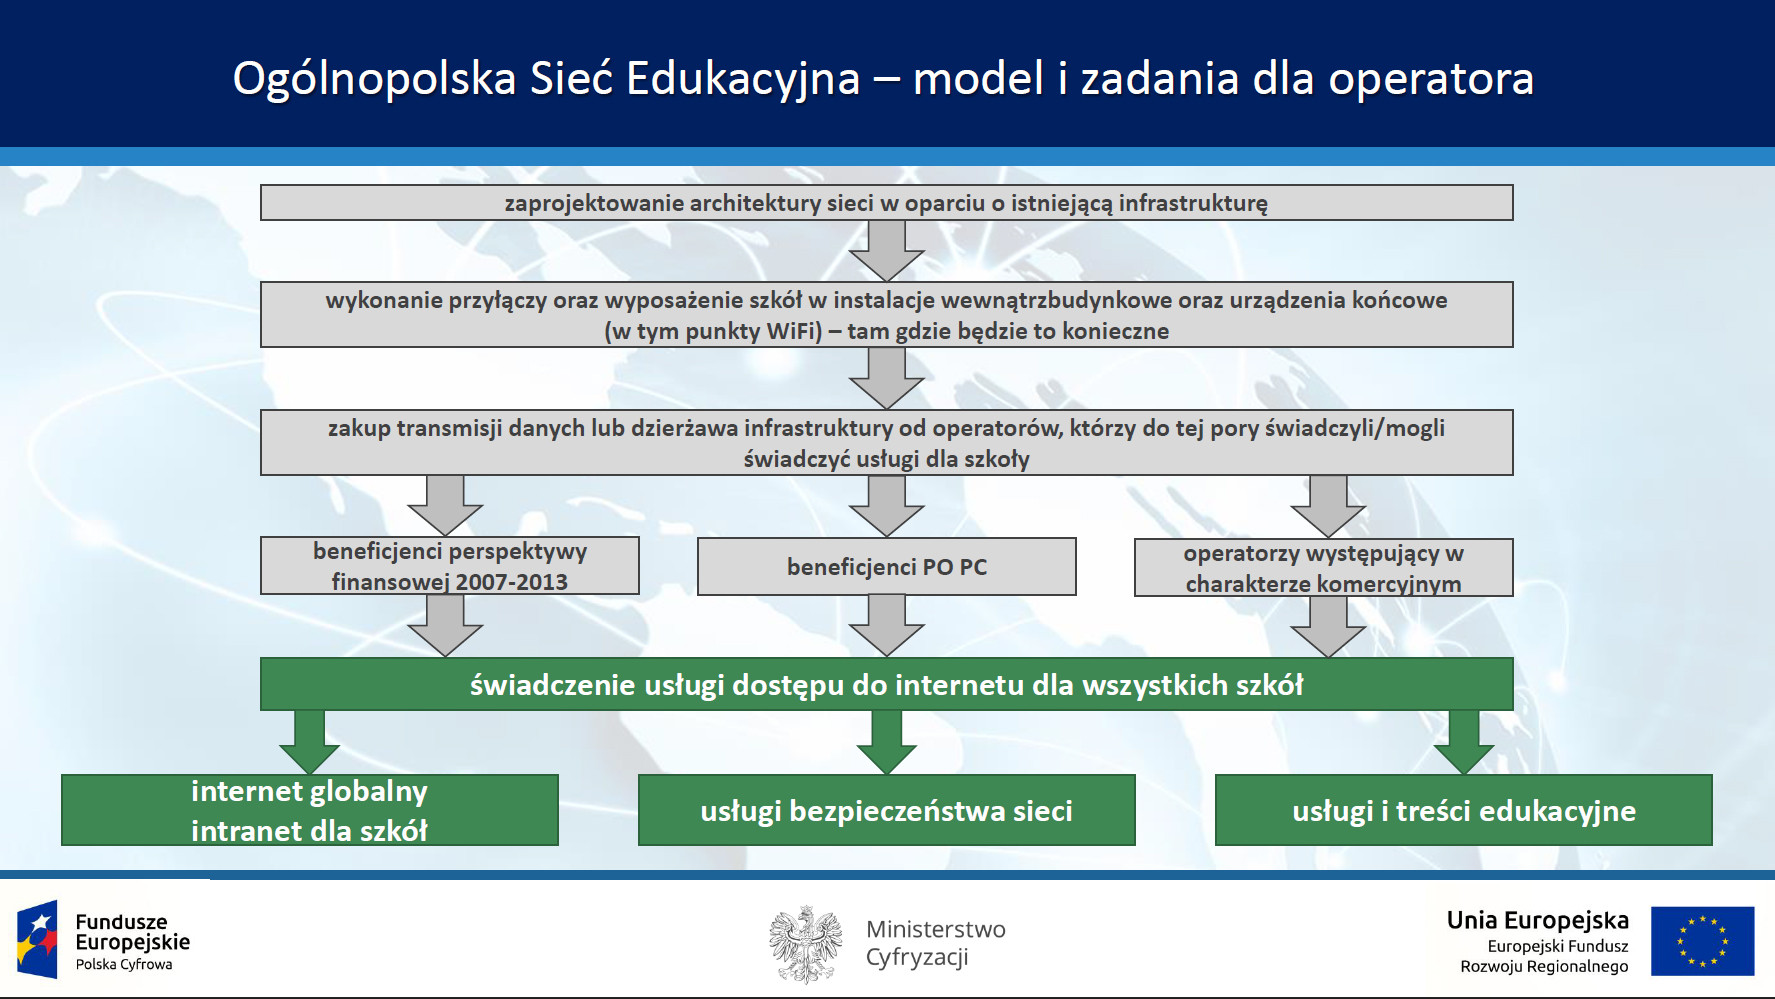 Ogólnopolska Sieć Edukacyjna – model i zadania dla operatora
zaprojektowanie architektury sieci w oparciu o istniejącą infrastrukturę
wykonanie przyłączy oraz wyposażenie szkół w instalacje wewnątrzbudynkowe oraz urządzenia końcowe
(w tym punkty WiFi) – tam gdzie będzie to konieczne
zakup transmisji danych lub dzierżawa infrastruktury od operatorów, którzy do tej pory świadczyli/mogli
świadczyć usługi dla szkoły
beneficjenci perspektywy
finansowej 2007-2013
beneficjenci PO PC
operatorzy występujący w
charakterze komercyjnym
świadczenie usługi dostępu do internetu dla wszystkich szkół
internet globalny
intranet dla szkół
usługi bezpieczeństwa sieci
usługi i treści edukacyjne
Fundusze
Europejskie
Polska Cyfrowa
Ministerstwo
Cyfryzacji
Unia Europejska
Europejski Fundusz
Rozwoju Regionalnego